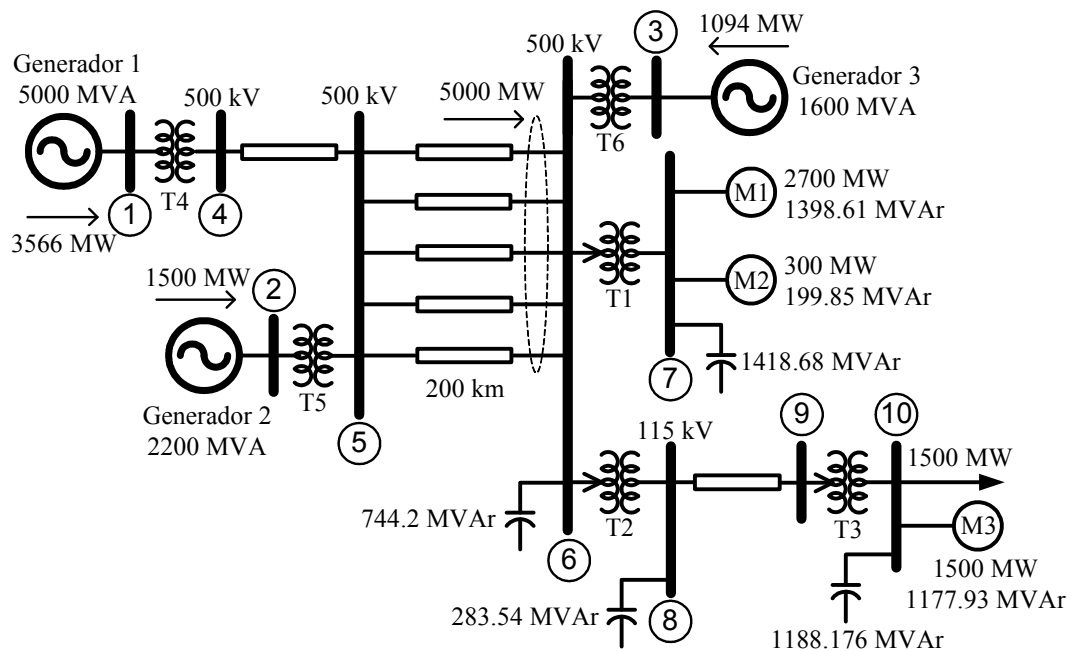 Generador 1
5000 MVA
500 kV
T4
1
4
3566 MW
1500 MW
2
Generador 2
2200 MVA
T5
500 kV
5
5000 MW
200 km
500 kV
6
744.2 MVAr
T6
3
1094 MW
Generador 3
1600 MVA
T1
7
M1
2700 MW
1398.61 MVAr
M2
300 MW
199.85 MVAr
1418.68 MVAr
T2
115 kV
8
283.54 MVAr
9
T3
10
1500 MW
M3
1500 MW
1177.93 MVAr
1188.176 MVAr